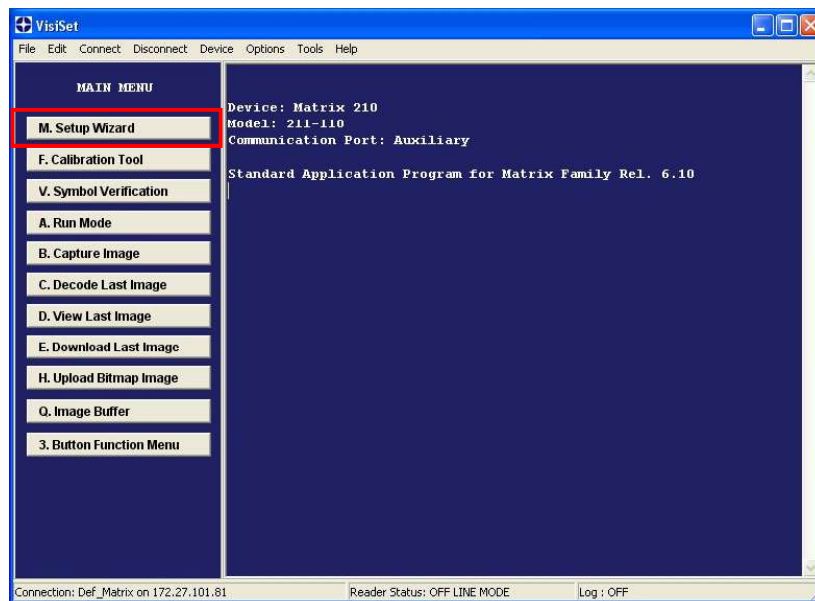 VisiSet
File Edit Connect Disconnect Device Options Tools Help
MAIN MENU
M. Setup Wizard
F. Calibration Tool
V. Symbol Verification
A. Run Mode
B. Capture Image
C. Decode Last Image
D. View Last Image
E. Download Last Image
H. Upload Bitmap Image
Q. Image Buffer
3. Button Function Menu
Device: Matrix 210
Model: 211-110
Communication Port: Auxiliary
Standard Application Program for Matrix Family Rel. 6.10
Connection: Def_Matrix on 172.27.101.81 Reader Status: OFF LINE MODE Log : OFF